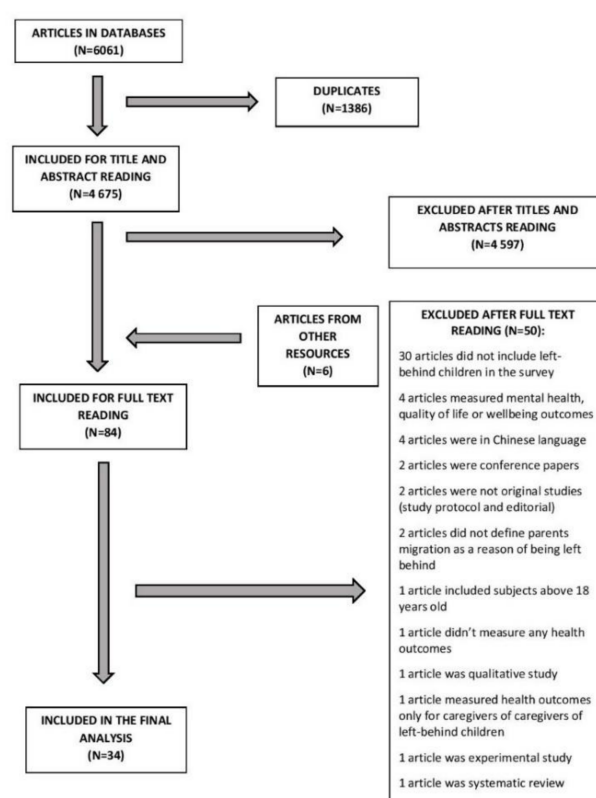 ARTICLES IN DATABASES
(N=6061)
DUPLICATES
(N=1386)
INCLUDED FOR TITLE AND
ABSTRACT READING
(N=4 675)
EXCLUDED AFTER TITLES AND
ABSTRACTS READING
(N=4 597)
ARTICLES FROM
OTHER
RESOURCES
(N=6)
INCLUDED FOR FULL TEXT
READING
(N=84)
EXCLUDED AFTER FULL TEXT
READING (N=50):
30 articles did not include left-
behind children in the survey
4 articles measured mental health,
quality of life or wellbeing outcomes
4 articles were in Chinese language
2 articles were conference papers
2 articles were not original studies
(study protocol and editorial)
2 articles did not define parents
migration as a reason of being left
behind
1 article included subjects above 18
years old
1 article didn’t measure any health
outcomes
1 article was qualitative study
1 article measured health outcomes
only for caregivers of caregivers of
left-behind children
1 article was experimental study
1 article was systematic review
INCLUDED IN THE FINAL
ANALYSIS
(N=34)